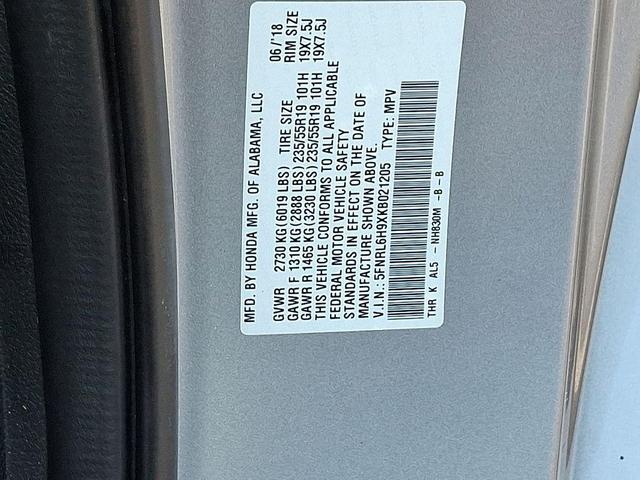 MFD. BY HONDA MFG. OF ALABAMA, LLC 06/'18
GVWR 2730 KG(6019 LBS) TIRE SIZE RIM SIZE
GAWR F 1310 KG(2888 LBS)235/55R19 101H 19X7.5J
GAWR R 1465 KG(3230 LBS)235/55R19 101H 19X7.5J
THIS VEHICLE CONFORMS TO ALL APPLICABLE
FEDERAL MOTOR VEHICLE SAFETY
STANDARDS IN EFFECT ON THE DATE OF
MANUFACTURE SHOWN ABOVE.
V.I.N.: 5FNRL6H9XKB021205 TYPE: MPV
THR K AL5 - NH830M -B-B